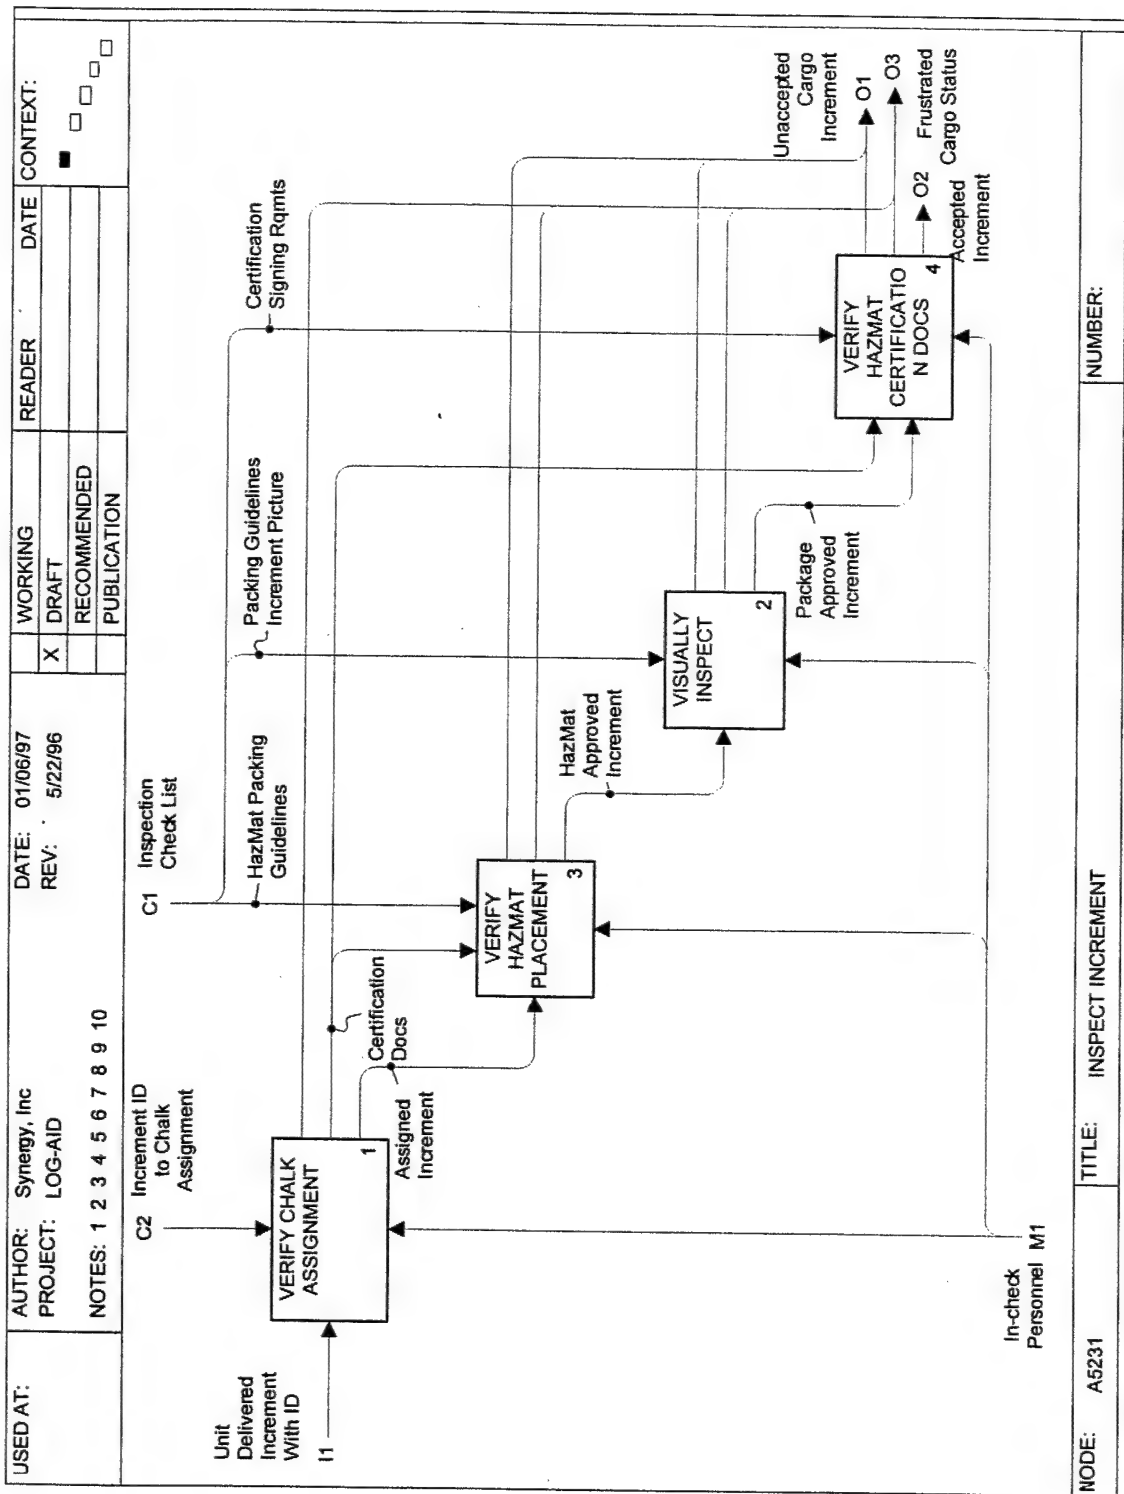 USED AT:
AUTHOR: Synergy, Inc
PROJECT: LOG-AID
NOTES: 1 2 3 4 5 6 7 8 9 10
DATE: 01/06/97
REV: 5/22/96
WORKING
X DRAFT
RECOMMENDED
PUBLICATION
READER DATE
CONTEXT:
C2
Increment ID
to Chalk
Assignment
C1
Inspection
Check List
HazMat Packing
Guidelines
Packing Guidelines
Increment Picture
Certification
Signing Rqmts
Unit
Delivered
Increment
With ID
I1
VERIFY CHALK
ASSIGNMENT
1
Certification
Docs
Assigned
Increment
VERIFY
HAZMAT
PLACEMENT
3
HazMat
Approved
Increment
VISUALLY
INSPECT
2
Package
Approved
Increment
VERIFY
HAZMAT
CERTIFICATIO
N DOCS
4
Unaccepted
Cargo
Increment
O1
O3
Frustrated
Cargo Status
O2
Accepted
Increment
In-check
Personnel M1
NODE: A5231
TITLE: INSPECT INCREMENT
NUMBER: